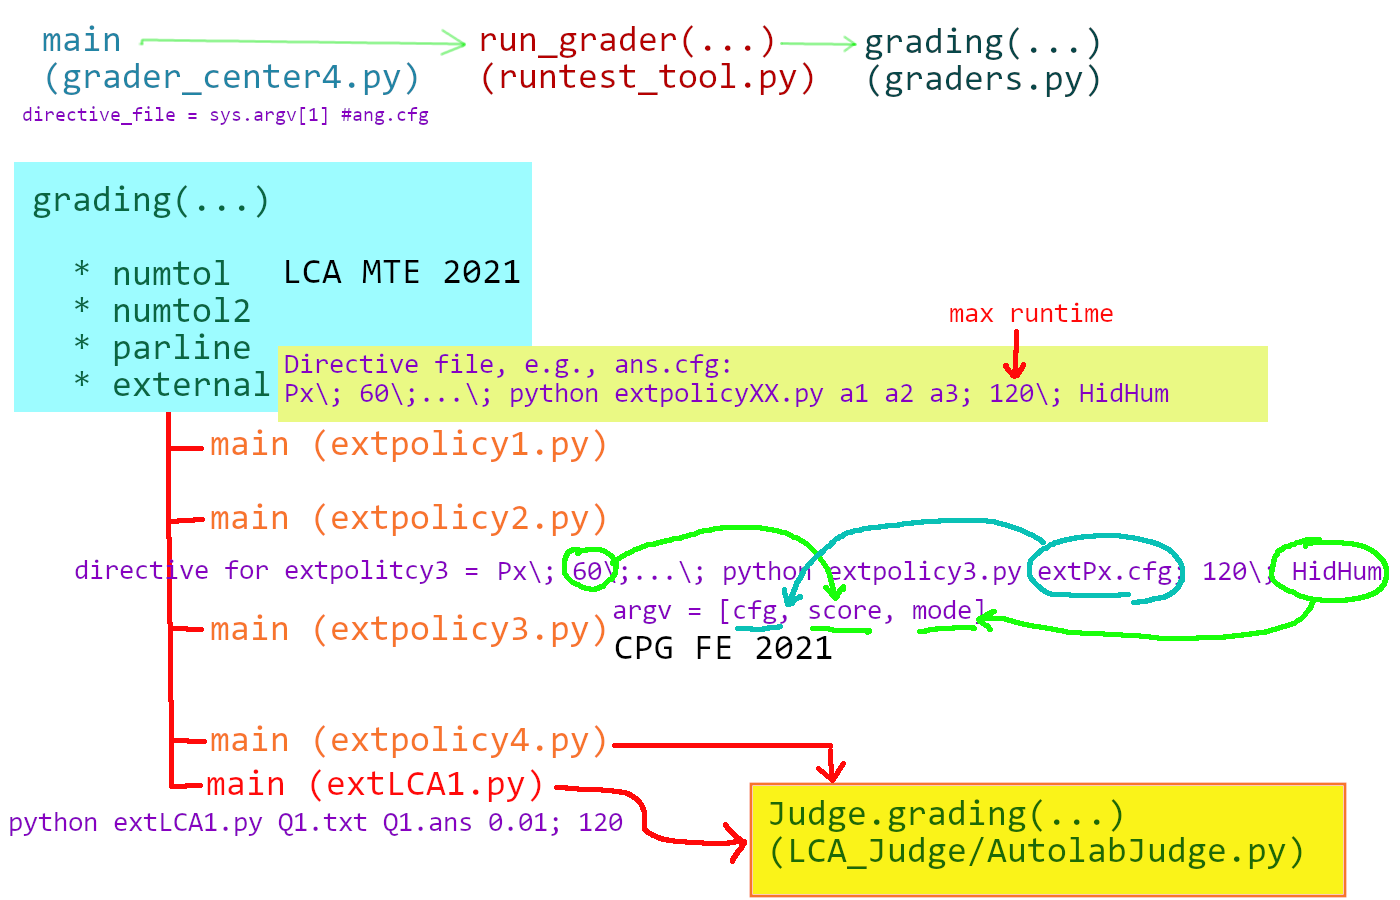 main
(grader_center4.py)
directive_file = sys.argv[1] #ang.cfg
run_grader(...)
(runtest_tool.py)
grading(...)
(graders.py)
grading(...)
* numtol
* numtol2
* parline
* external
LCA MTE 2021
max runtime
Directive file, e.g., ans.cfg:
Px\; 60\;...\; python extpolicyXX.py a1 a2 a3; 120\; HidHum
main (extpolicy1.py)
main (extpolicy2.py)
directive for extpolitcy3 = Px\; 60\;...\; python extpolicy3.py extPx.cfg; 120\; HidHum
argv = [cfg, score, mode]
main (extpolicy3.py)
CPG FE 2021
main (extpolicy4.py)
main (extLCA1.py)
python extLCA1.py Q1.txt Q1.ans 0.01; 120
Judge.grading(...)
(LCA_Judge/AutolabJudge.py)